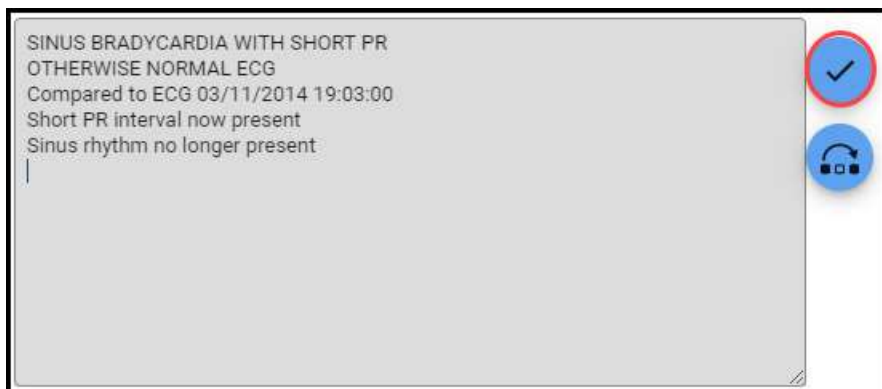 SINUS BRADYCARDIA WITH SHORT PR
OTHERWISE NORMAL ECG
Compared to ECG 03/11/2014 19:03:00
Short PR interval now present
Sinus rhythm no longer present